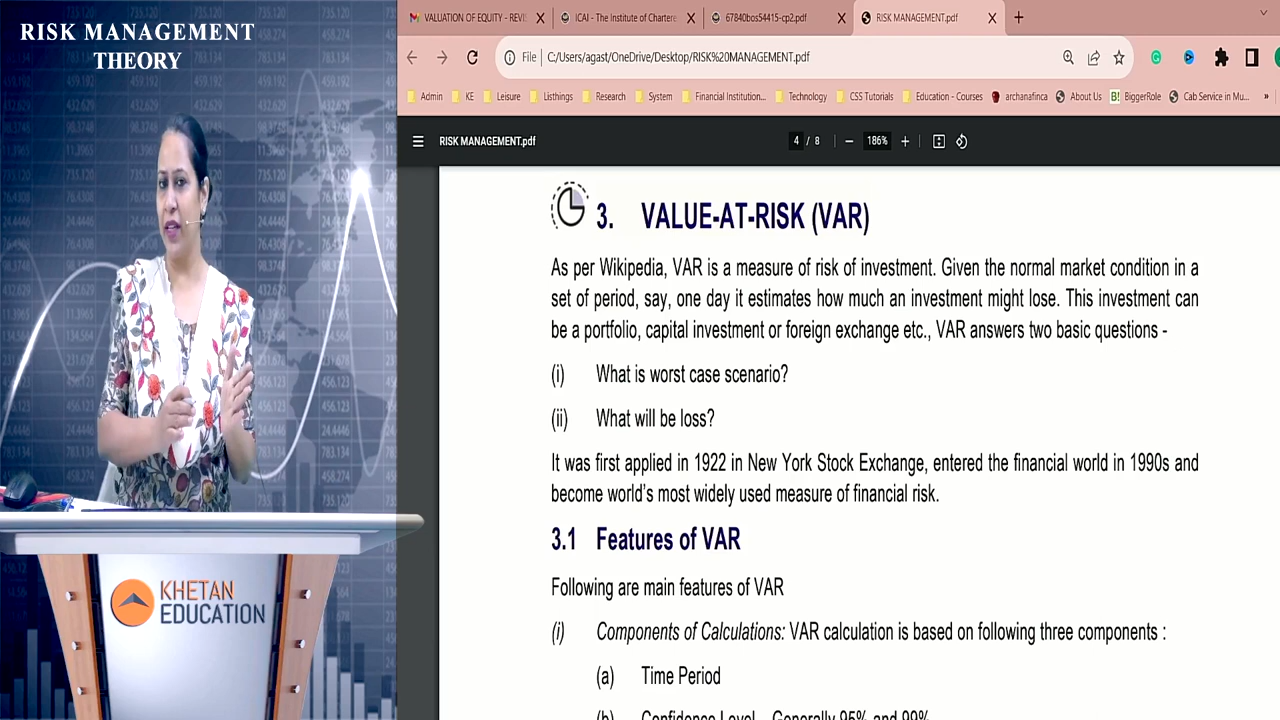 RISK MANAGEMENT
THEORY
KHETAN
EDUCATION
VALUATION OF EQUITY - REVIS
ICAI - The Institute of Chartere
67840bos54415-cp2.pdf
RISK MANAGEMENT.pdf
File C:/Users/agast/OneDrive/Desktop/RISK%20MANAGEMENT.pdf
Admin KE Leisure Listhings Research System Financial Institution... Technology CSS Tutorials Education - Courses archanafinca About Us B! BiggerRole Cab Service in Mu... »
RISK MANAGEMENT.pdf 4 / 8 186%
3. VALUE-AT-RISK (VAR)
As per Wikipedia, VAR is a measure of risk of investment. Given the normal market condition in a
set of period, say, one day it estimates how much an investment might lose. This investment can
be a portfolio, capital investment or foreign exchange etc., VAR answers two basic questions -
(i) What is worst case scenario?
(ii) What will be loss?
It was first applied in 1922 in New York Stock Exchange, entered the financial world in 1990s and
become world's most widely used measure of financial risk.
3.1 Features of VAR
Following are main features of VAR
(i) Components of Calculations: VAR calculation is based on following three components :
(a) Time Period
(b) Confidence Level – Generally 95% and 99%